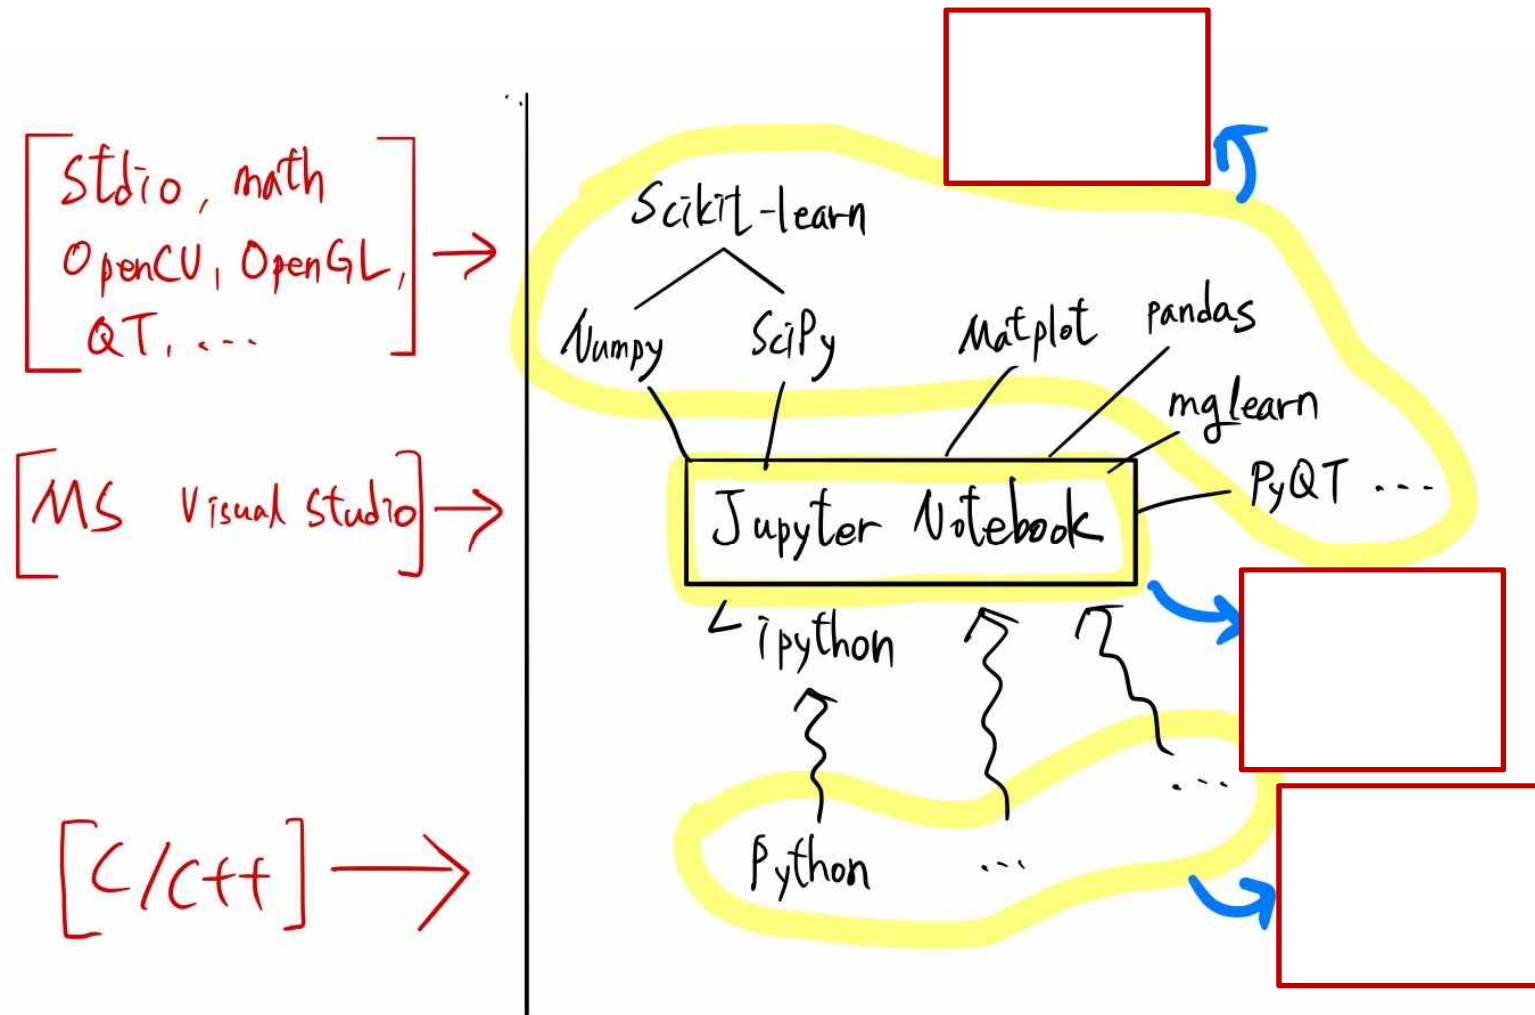 Stdio, math
OpenCV, OpenGL,
QT, ...
MS Visual Studio
C/C++
Scikit-learn
Numpy
SciPy
Matplot
pandas
mglearn
PyQT ...
Jupyter Notebook
ipython
...
Python
...